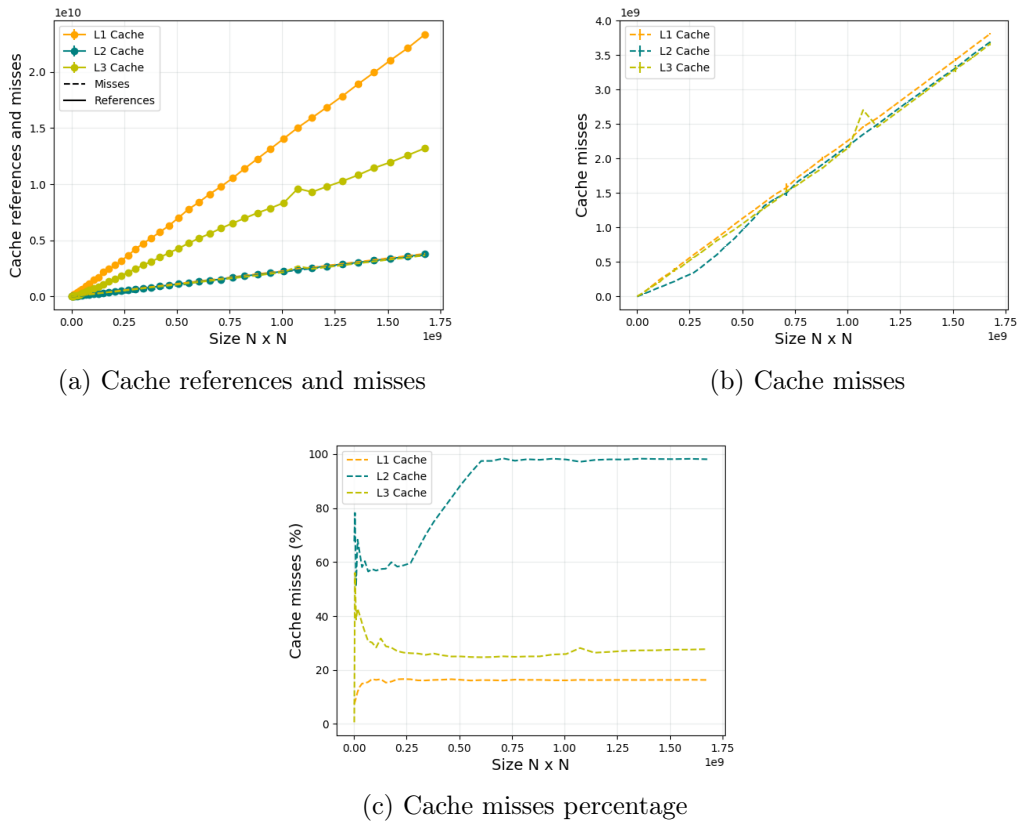 1e10
L1 Cache
L2 Cache
L3 Cache
Misses
References
Cache references and misses
2.0
1.5
1.0
0.5
0.0
0.00 0.25 0.50 0.75 1.00 1.25 1.50 1.75
Size N x N
1e9
(a) Cache references and misses
1e9
L1 Cache
L2 Cache
L3 Cache
Cache misses
4.0
3.5
3.0
2.5
2.0
1.5
1.0
0.5
0.0
0.00 0.25 0.50 0.75 1.00 1.25 1.50 1.75
Size N x N
1e9
(b) Cache misses
L1 Cache
L2 Cache
L3 Cache
Cache misses (%)
100
80
60
40
20
0
0.00 0.25 0.50 0.75 1.00 1.25 1.50 1.75
Size N x N
1e9
(c) Cache misses percentage